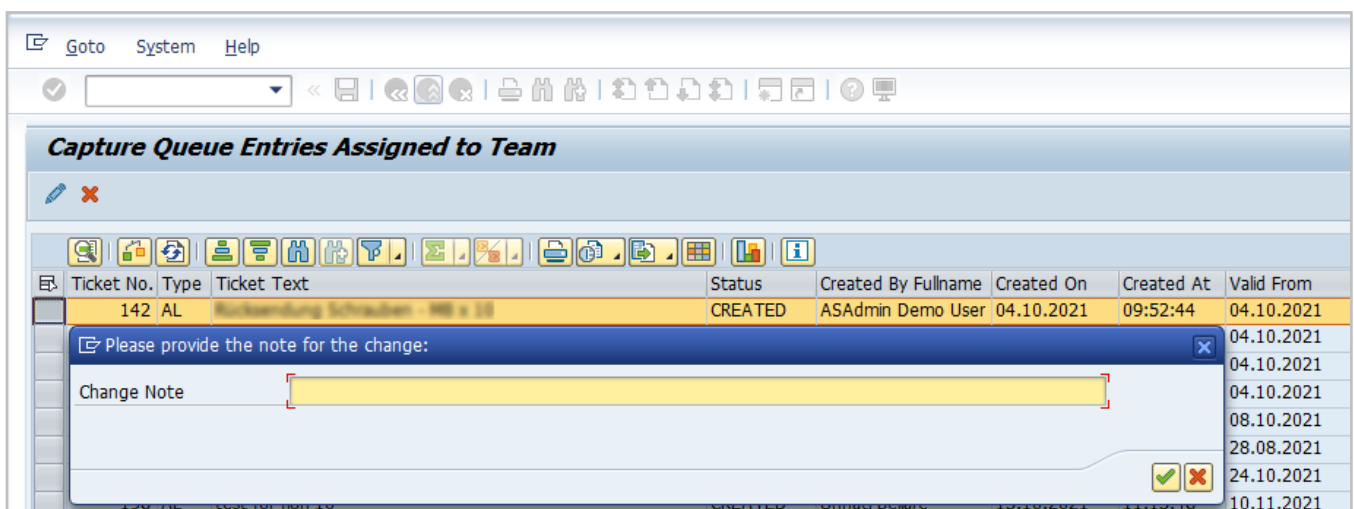 Goto System Help
Capture Queue Entries Assigned to Team
Ticket No. Type Ticket Text Status Created By Fullname Created On Created At Valid From
142 AL CREATED ASAdmin Demo User 04.10.2021 09:52:44 04.10.2021
Please provide the note for the change: 04.10.2021
04.10.2021
Change Note 04.10.2021
08.10.2021
28.08.2021
24.10.2021
10.11.2021